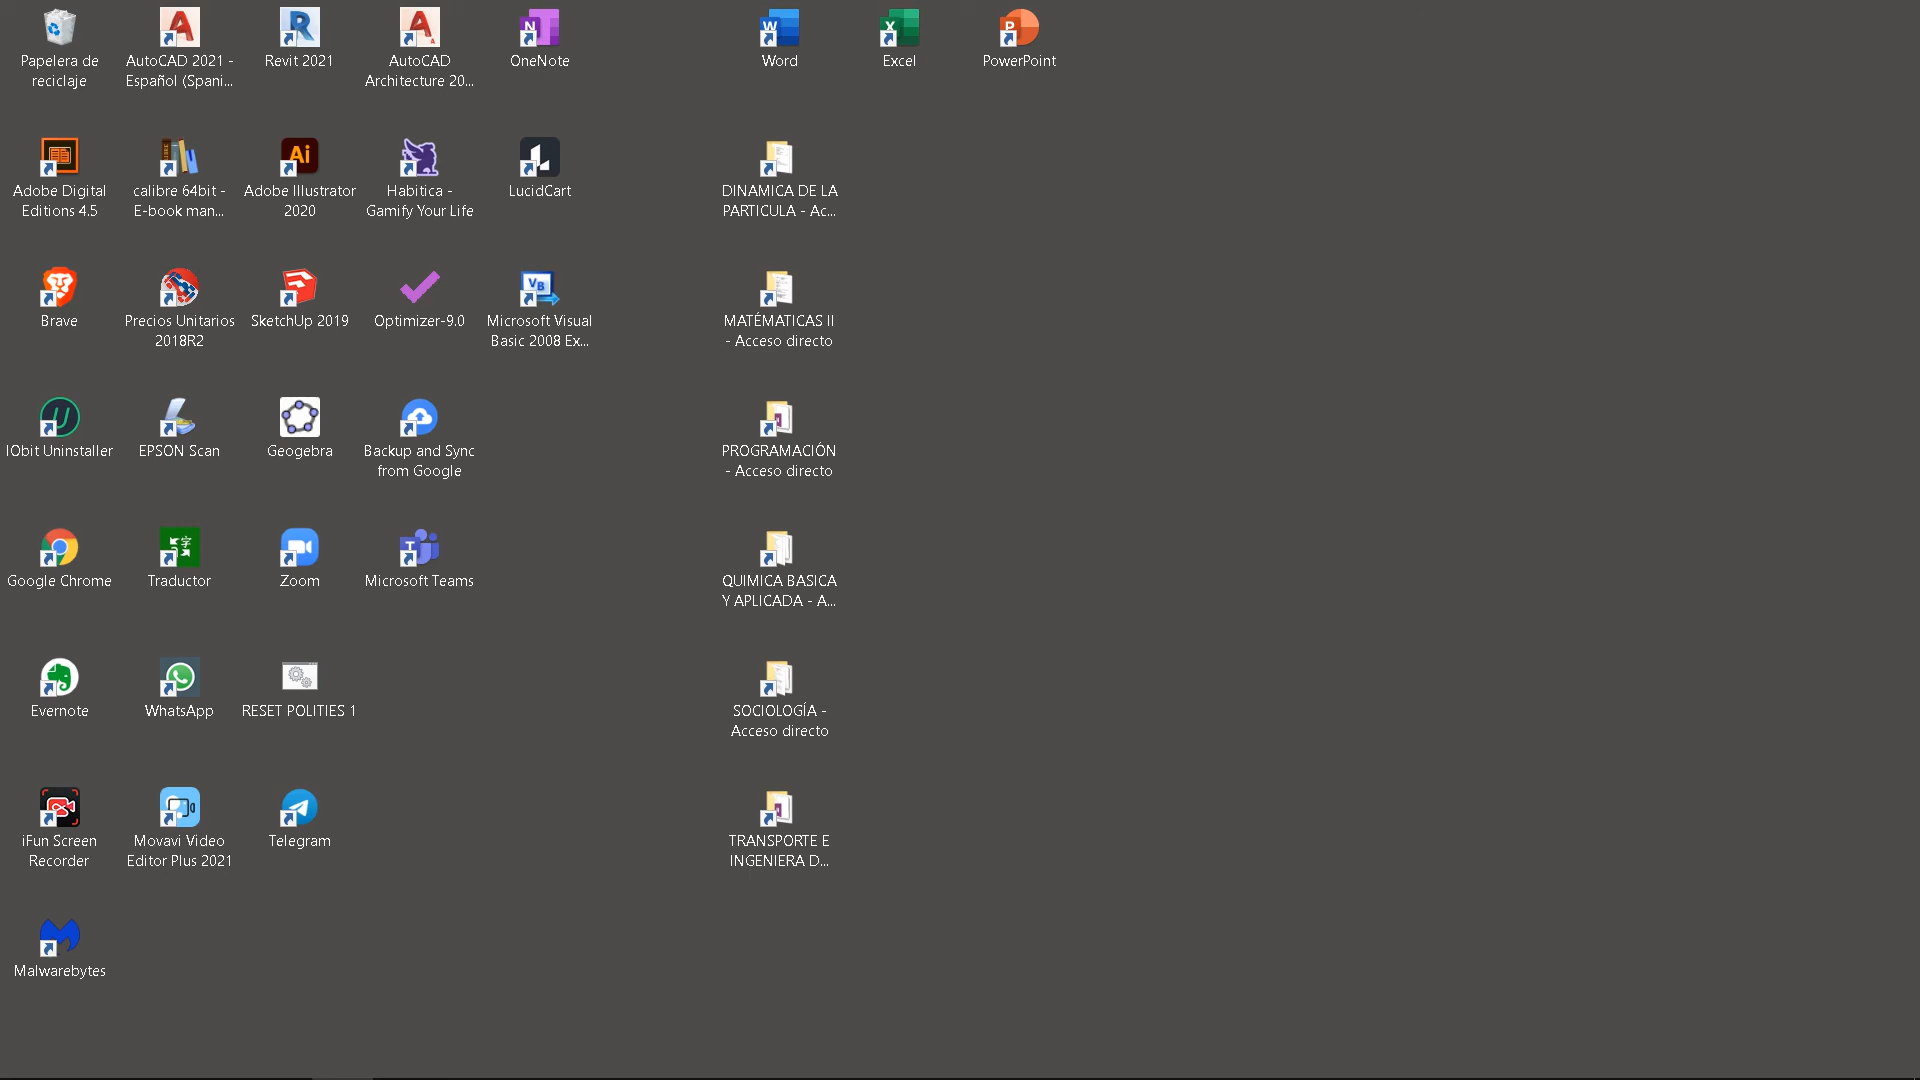 Papelera de
reciclaje
AutoCAD 2021 -
Español (Spani...
Revit 2021
AutoCAD
Architecture 20...
OneNote
Word
Excel
PowerPoint
Adobe Digital
Editions 4.5
calibre 64bit -
E-book man...
Adobe Illustrator
2020
Habitica -
Gamify Your Life
LucidCart
DINAMICA DE LA
PARTICULA - Ac...
Brave
Precios Unitarios
2018R2
SketchUp 2019
Optimizer-9.0
Microsoft Visual
Basic 2008 Ex...
MATÉMATICAS II
- Acceso directo
IObit Uninstaller
EPSON Scan
Geogebra
Backup and Sync
from Google
PROGRAMACIÓN
- Acceso directo
Google Chrome
Traductor
Zoom
Microsoft Teams
QUIMICA BASICA
Y APLICADA - A...
Evernote
WhatsApp
RESET POLITIES 1
SOCIOLOGÍA -
Acceso directo
iFun Screen
Recorder
Movavi Video
Editor Plus 2021
Telegram
TRANSPORTE E
INGENIERA D...
Malwarebytes